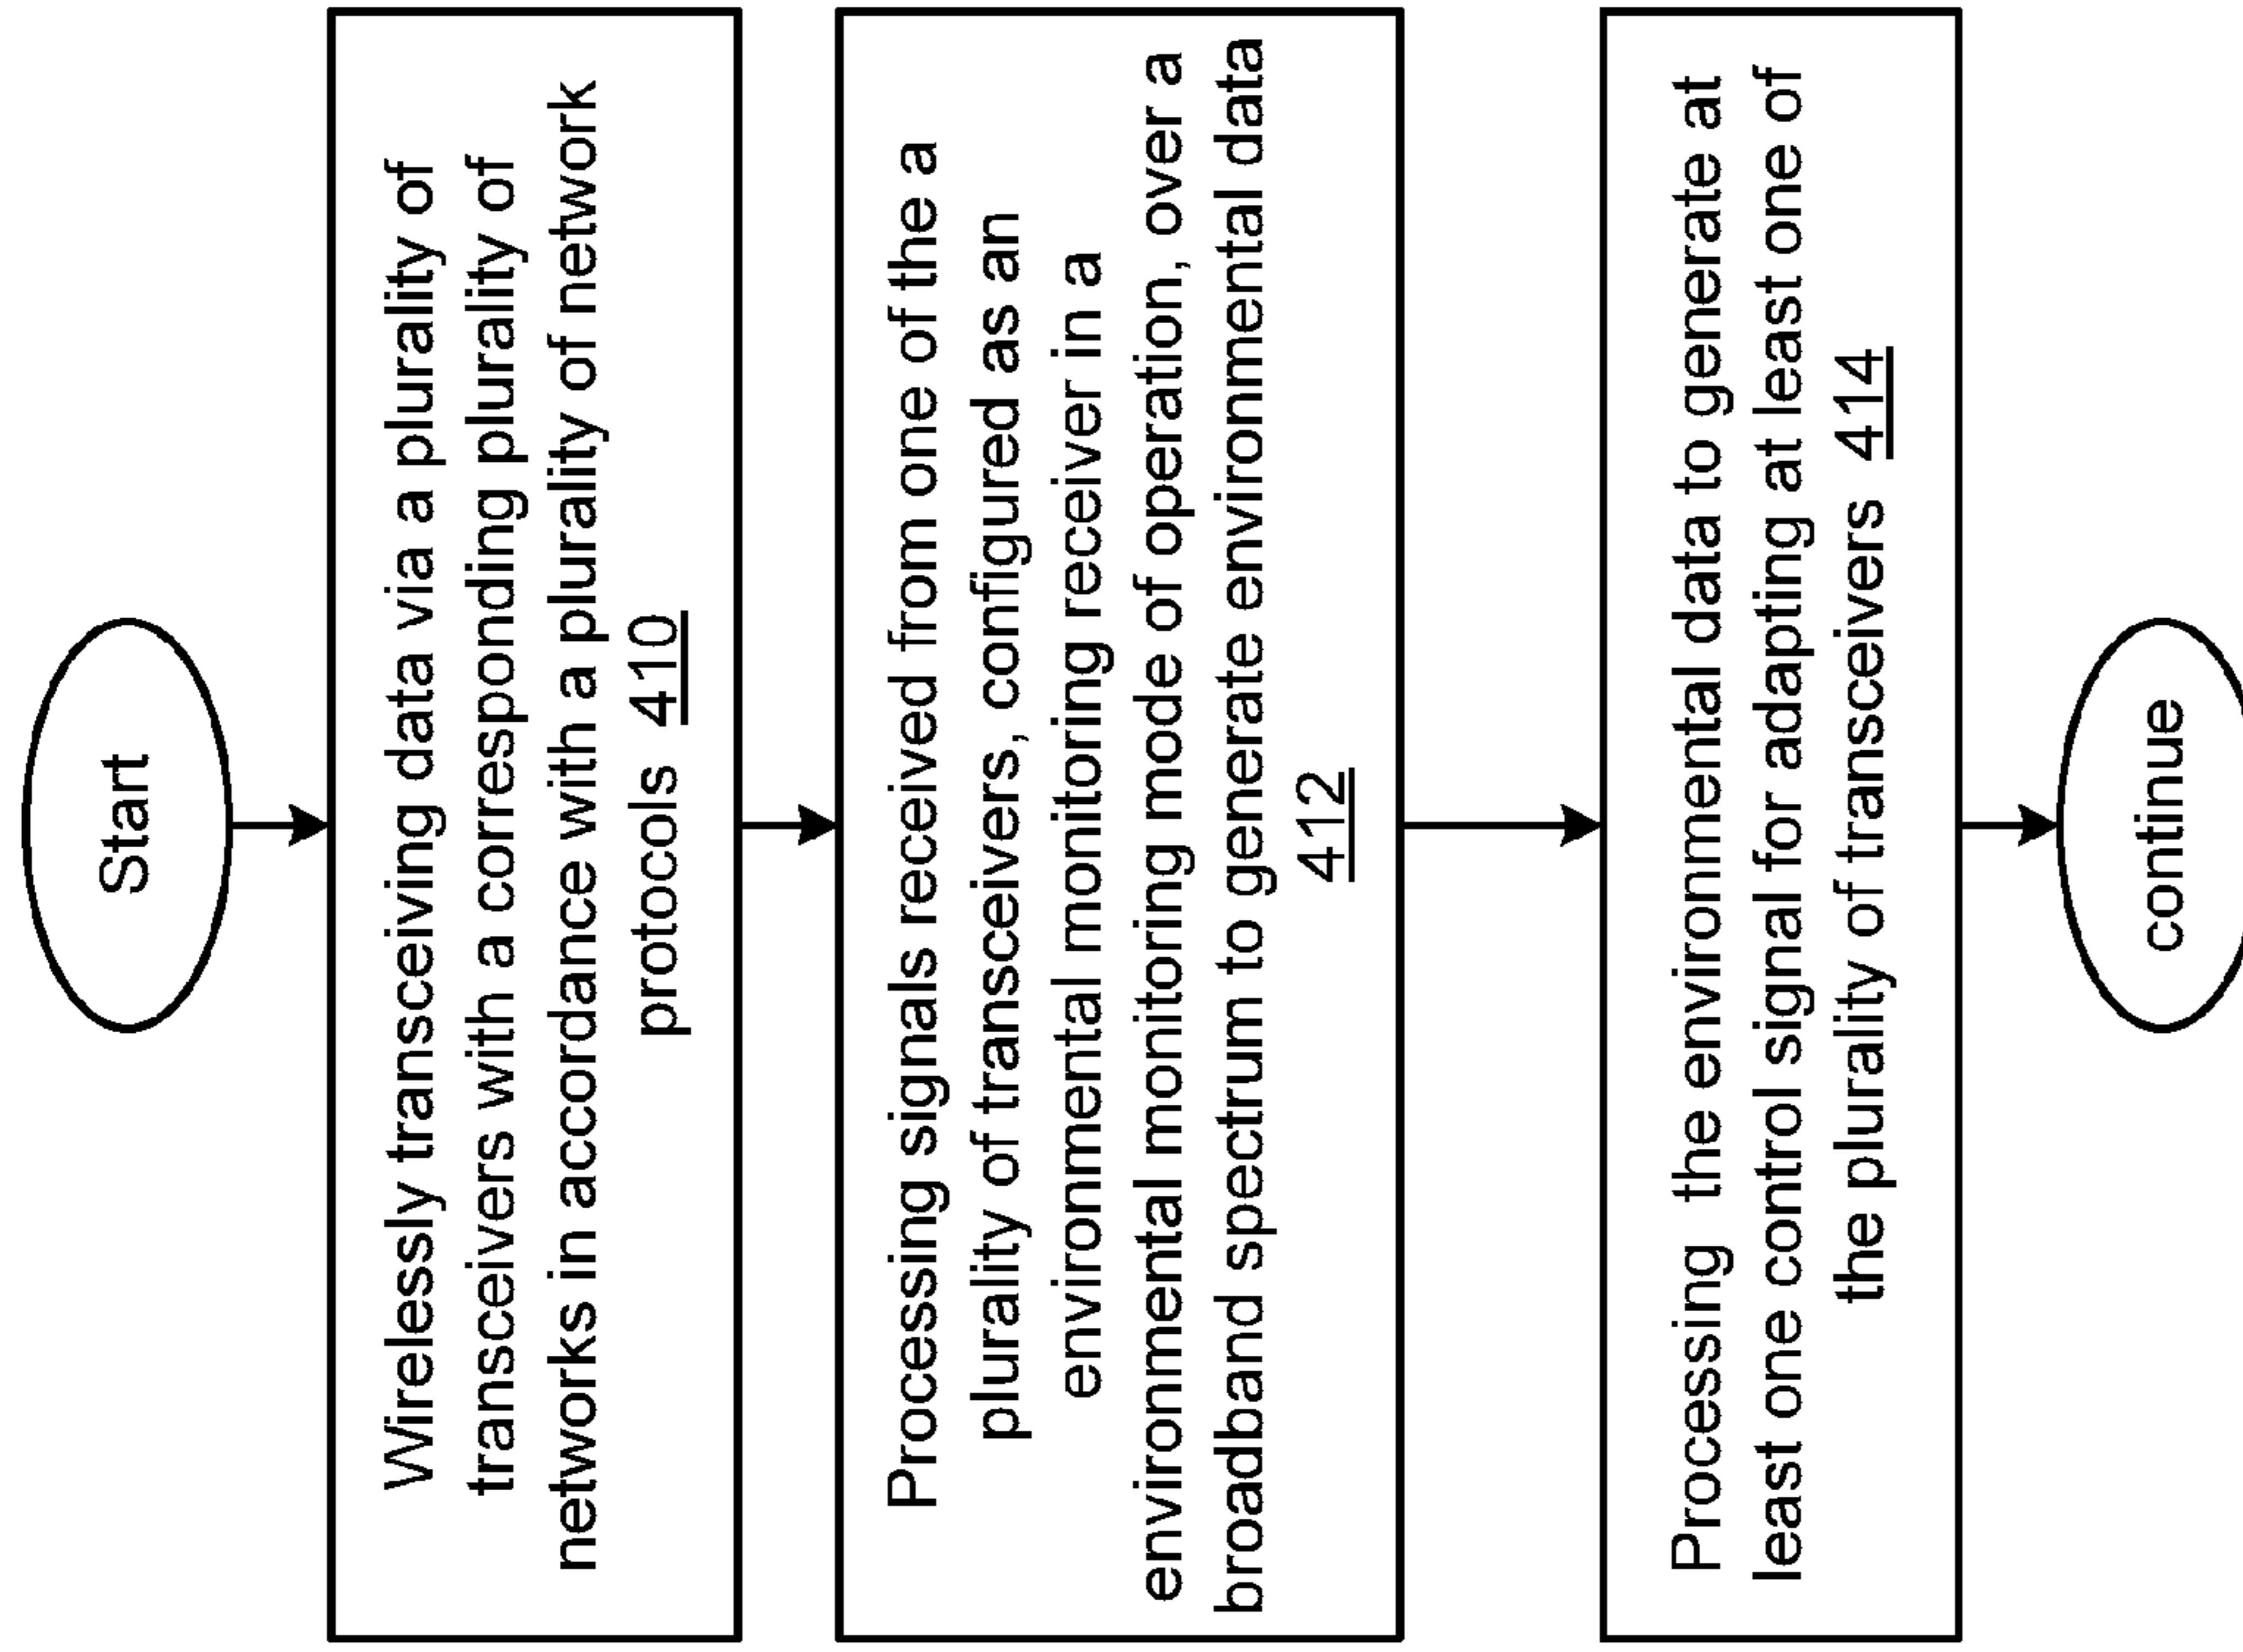 Start
Wirelessly transceiving data via a plurality of
transceivers with a corresponding plurality of
networks in accordance with a plurality of network
protocols 410
Processing signals received from one of the a
plurality of transceivers, configured as an
environmental monitoring receiver in a
environmental monitoring mode of operation, over a
broadband spectrum to generate environmental data
412
Processing the environmental data to generate at
least one control signal for adapting at least one of
the plurality of transceivers 414
continue